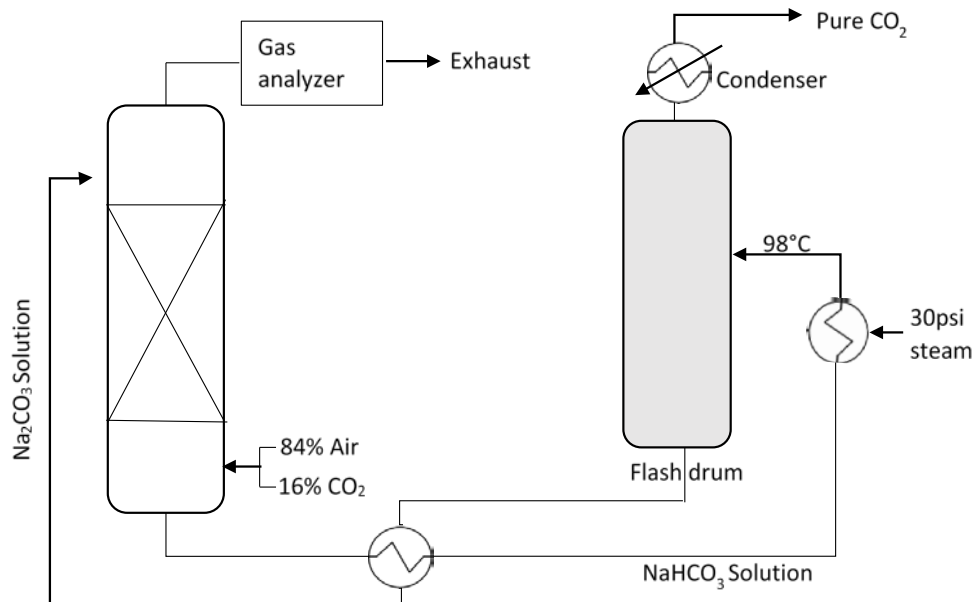 Gas
analyzer
Exhaust
Pure CO₂
Condenser
98°C
30psi
steam
Na₂CO₃ Solution
84% Air
16% CO₂
Flash drum
NaHCO₃ Solution